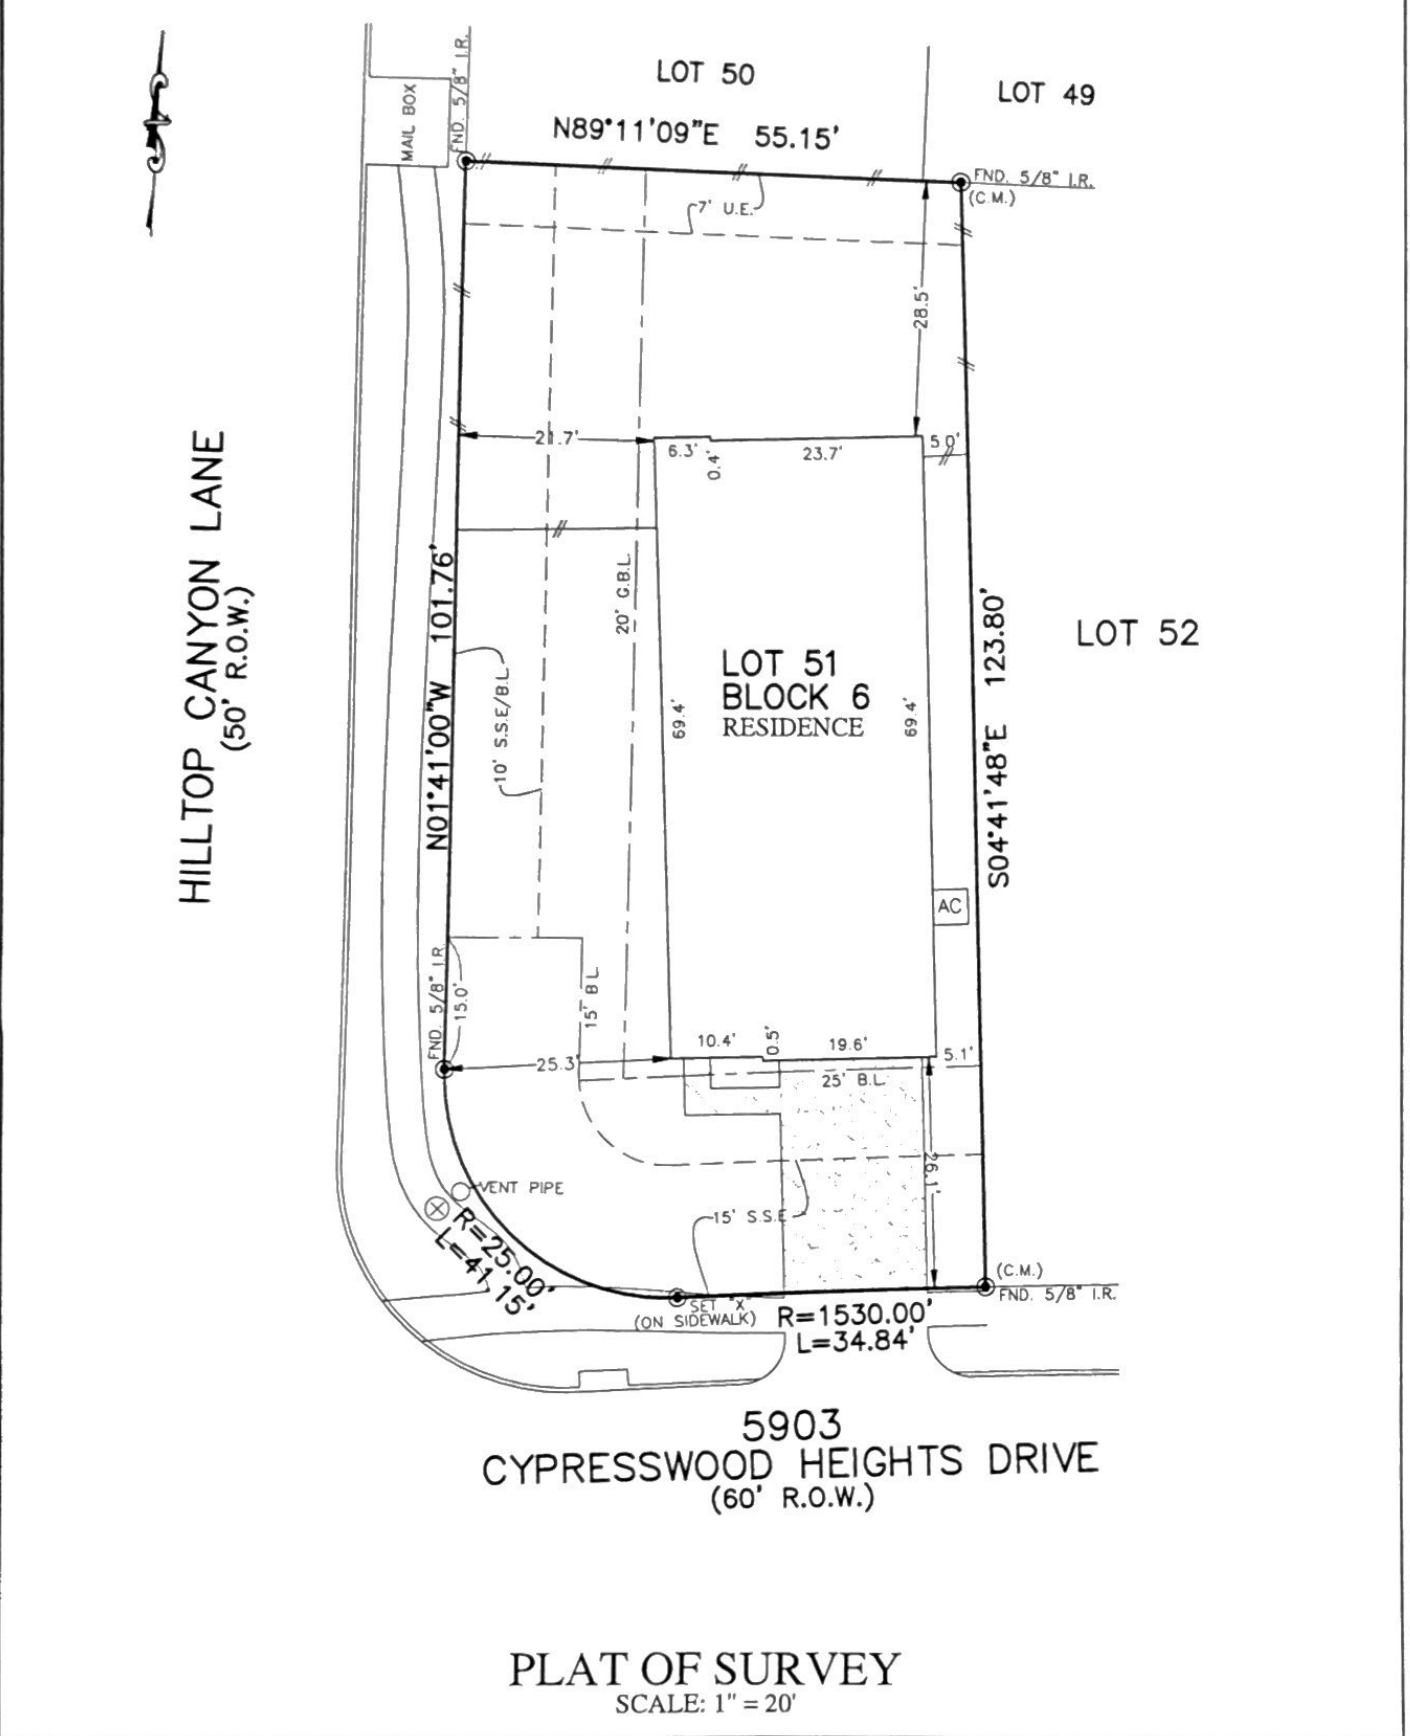 LOT 50
LOT 49
MAIL BOX
FND. 5/8" I.R.
N89°11'09"E 55.15'
FND. 5/8" I.R.
(C.M.)
7' U.E.
28.5'
21.7'
6.3'
0.4'
23.7'
5.0'
HILLTOP CANYON LANE
(50' R.O.W.)
N01°41'00"W 101.76'
20' G.B.L.
10' S.S.E/B.L.
69.4'
LOT 51
BLOCK 6
RESIDENCE
69.4'
S04°41'48"E 123.80'
LOT 52
AC
FND. 5/8" I.R.
15.0'
15' B.L.
25.3'
10.4'
0.5'
19.6'
5.1'
25' B.L.
26.1'
VENT PIPE
15' S.S.E
R=25.00'
L=41.15'
(C.M.)
FND. 5/8" I.R.
SET "X"
(ON SIDEWALK)
R=1530.00'
L=34.84'
5903
CYPRESSWOOD HEIGHTS DRIVE
(60' R.O.W.)
PLAT OF SURVEY
SCALE: 1" = 20'